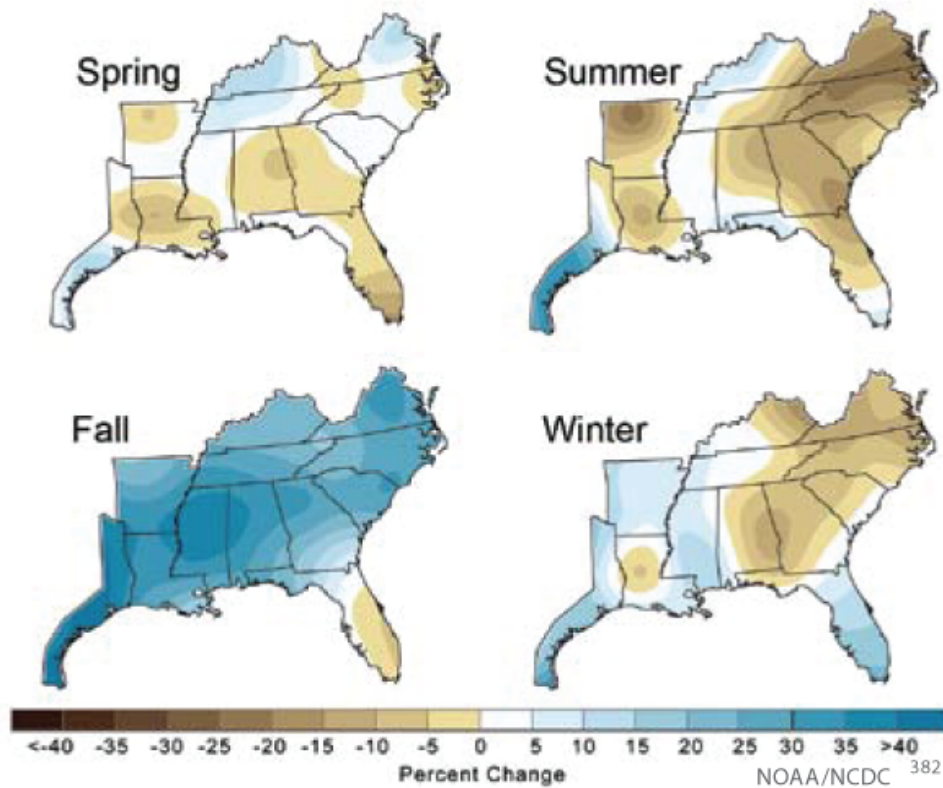 Spring
Summer
Fall
Winter
<-40 -35 -30 -25 -20 -15 -10 -5 0 5 10 15 20 25 30 35 >40
Percent Change
NOAA/NCDC 382